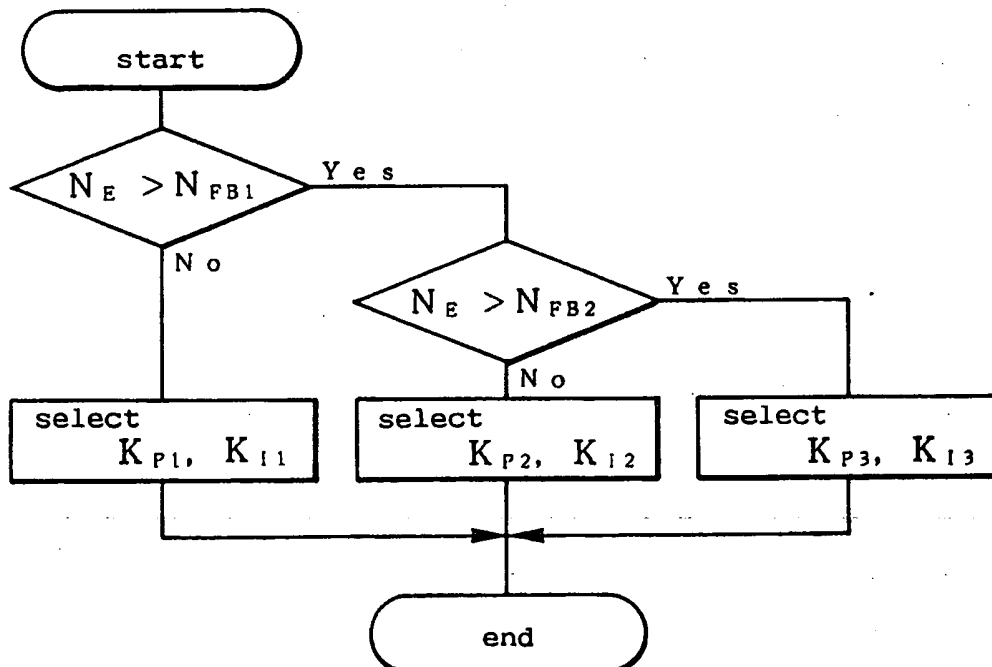 start
N_E > N_FB1
Yes
No
N_E > N_FB2
Yes
No
select
K_P1, K_I1
select
K_P2, K_I2
select
K_P3, K_I3
end